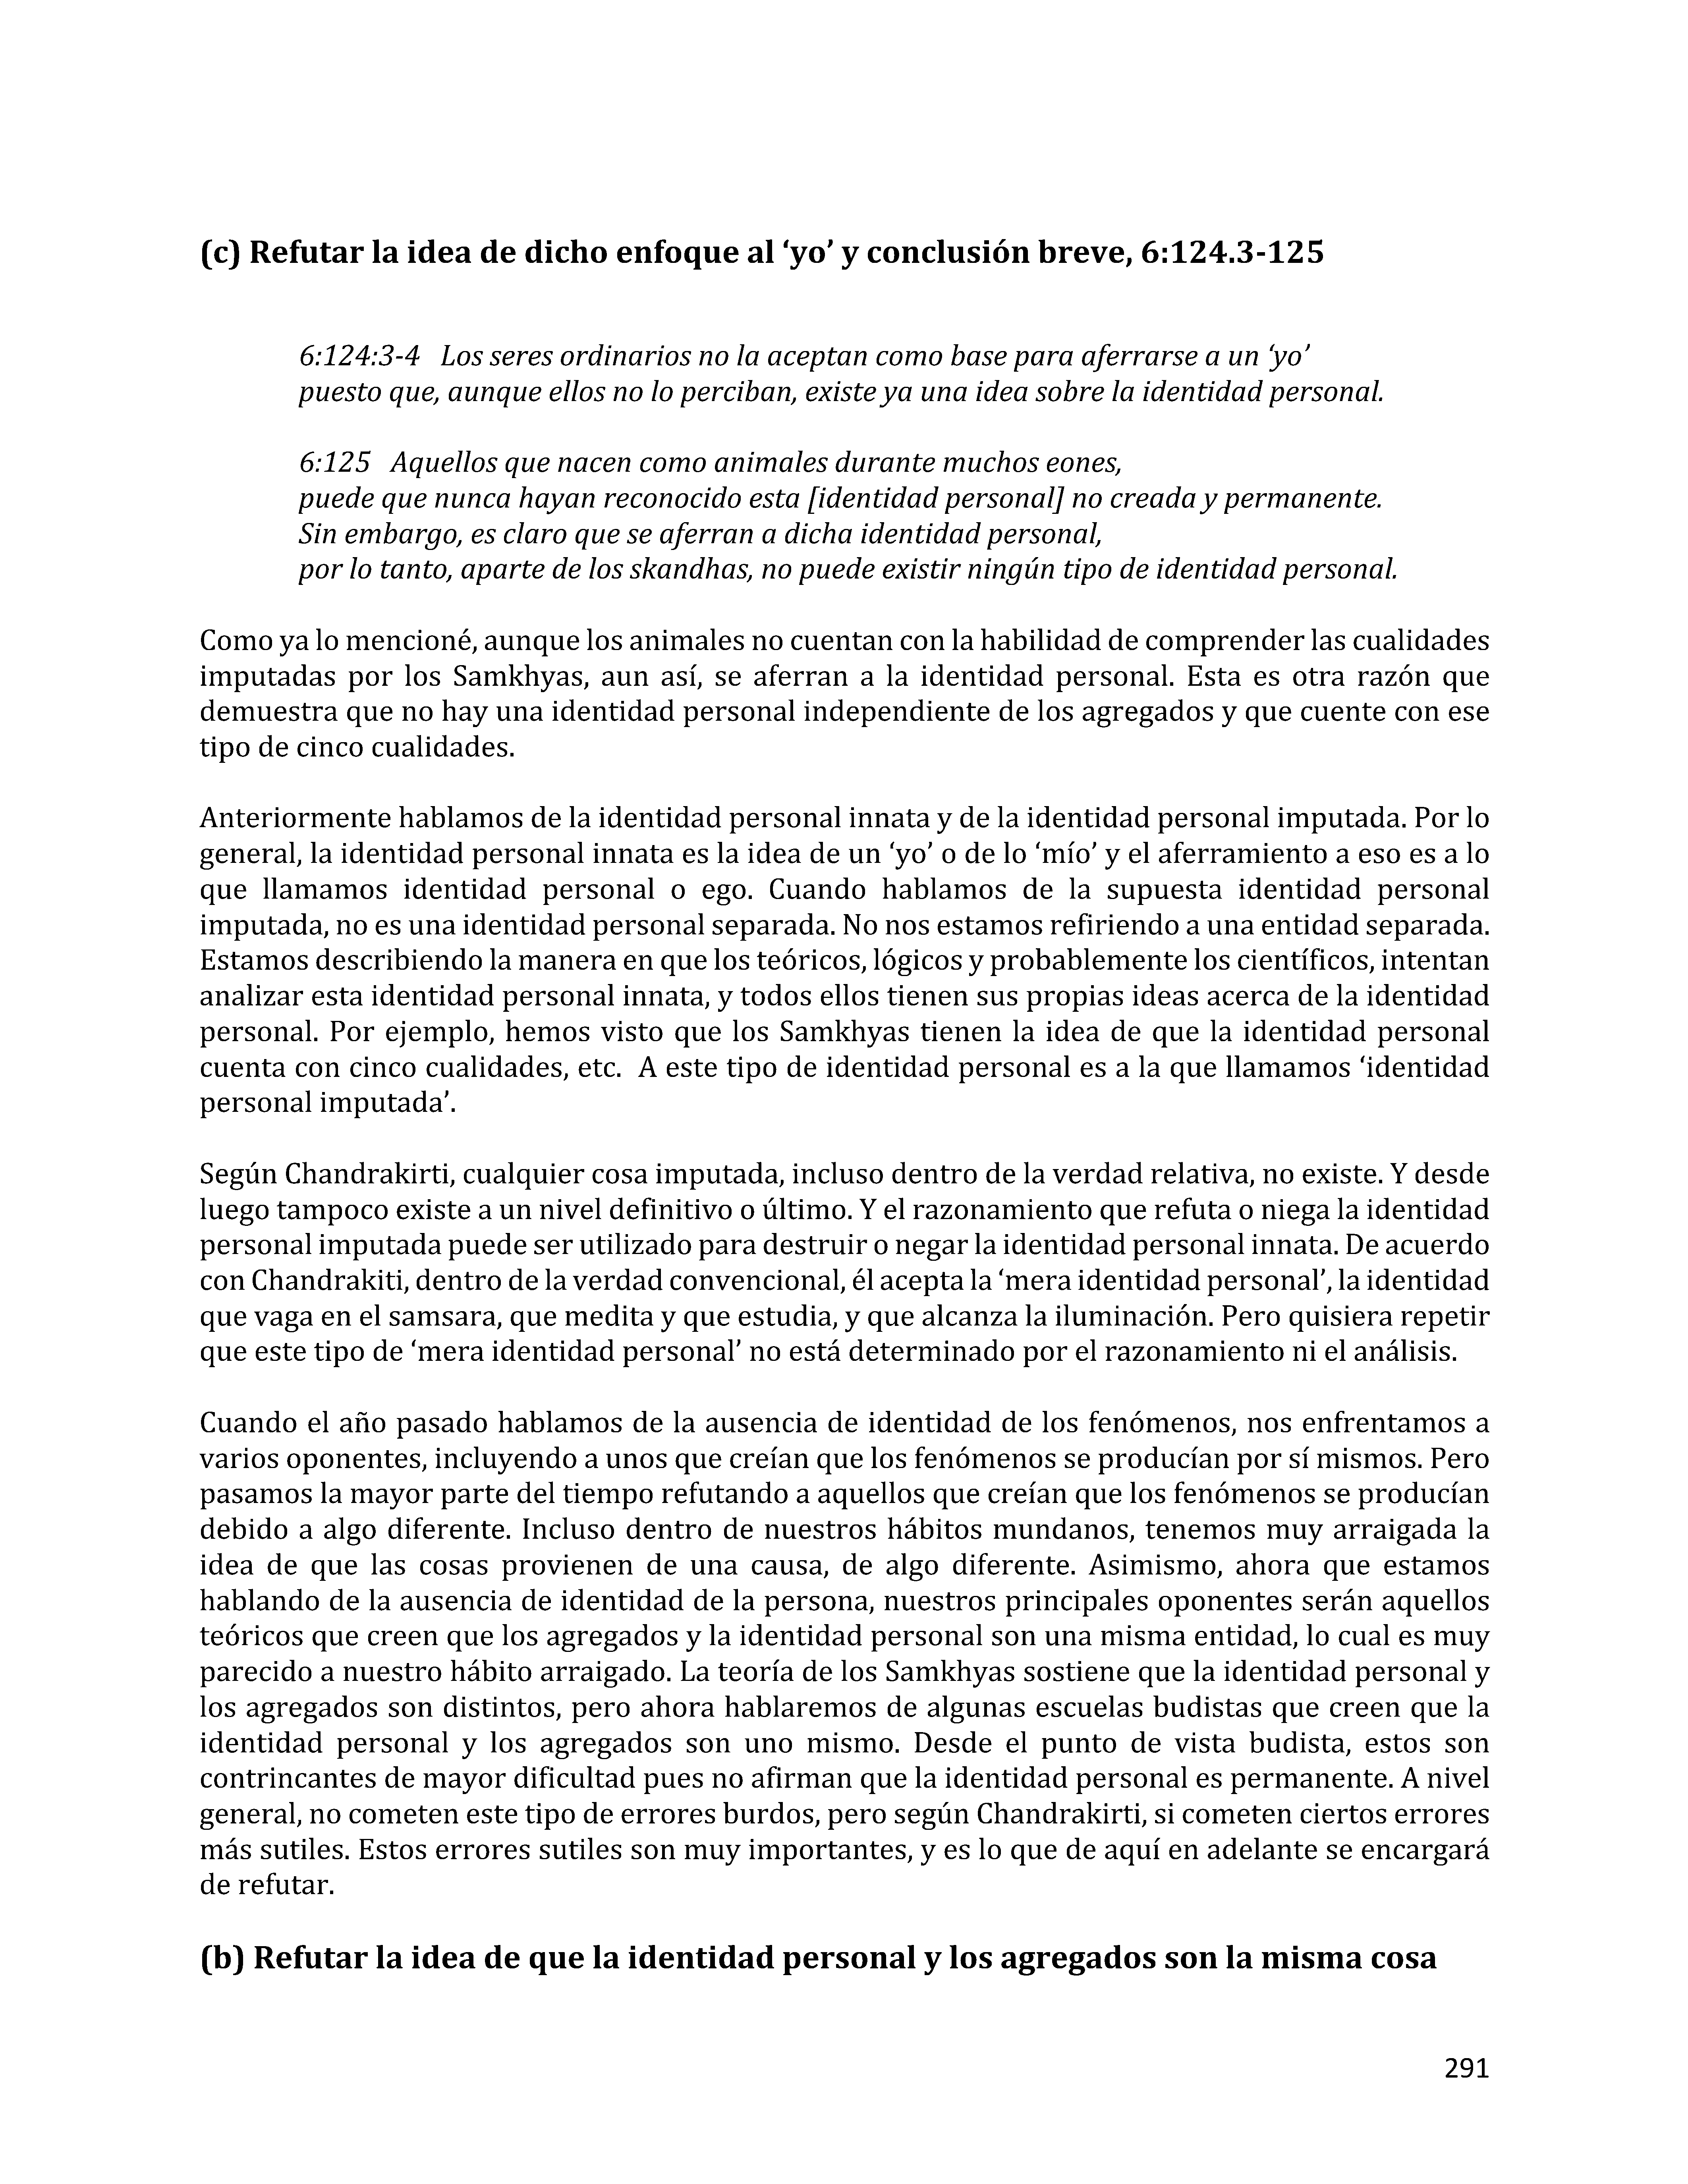 (c) Refutar la idea de dicho enfoque al ‘yo’ y conclusión breve, 6:124.3-125
6:124:3-4 Los seres ordinarios no la aceptan como base para aferrarse a un ‘yo’
puesto que, aunque ellos no lo perciban, existe ya una idea sobre la identidad personal.
6:125 Aquellos que nacen como animales durante muchos eones,
puede que nunca hayan reconocido esta [identidad personal] no creada y permanente.
Sin embargo, es claro que se aferran a dicha identidad personal,
por lo tanto, aparte de los skandhas, no puede existir ningún tipo de identidad personal.
Como ya lo mencioné, aunque los animales no cuentan con la habilidad de comprender las cualidades
imputadas por los Samkhyas, aun así, se aferran a la identidad personal. Esta es otra razón que
demuestra que no hay una identidad personal independiente de los agregados y que cuente con ese
tipo de cinco cualidades.
Anteriormente hablamos de la identidad personal innata y de la identidad personal imputada. Por lo
general, la identidad personal innata es la idea de un ‘yo’ o de lo ‘mío’ y el aferramiento a eso es a lo
que llamamos identidad personal o ego. Cuando hablamos de la supuesta identidad personal
imputada, no es una identidad personal separada. No nos estamos refiriendo a una entidad separada.
Estamos describiendo la manera en que los teóricos, lógicos y probablemente los científicos, intentan
analizar esta identidad personal innata, y todos ellos tienen sus propias ideas acerca de la identidad
personal. Por ejemplo, hemos visto que los Samkhyas tienen la idea de que la identidad personal
cuenta con cinco cualidades, etc. A este tipo de identidad personal es a la que llamamos ‘identidad
personal imputada’.
Según Chandrakirti, cualquier cosa imputada, incluso dentro de la verdad relativa, no existe. Y desde
luego tampoco existe a un nivel definitivo o último. Y el razonamiento que refuta o niega la identidad
personal imputada puede ser utilizado para destruir o negar la identidad personal innata. De acuerdo
con Chandrakiti, dentro de la verdad convencional, él acepta la ‘mera identidad personal’, la identidad
que vaga en el samsara, que medita y que estudia, y que alcanza la iluminación. Pero quisiera repetir
que este tipo de ‘mera identidad personal’ no está determinado por el razonamiento ni el análisis.
Cuando el año pasado hablamos de la ausencia de identidad de los fenómenos, nos enfrentamos a
varios oponentes, incluyendo a unos que creían que los fenómenos se producían por sí mismos. Pero
pasamos la mayor parte del tiempo refutando a aquellos que creían que los fenómenos se producían
debido a algo diferente. Incluso dentro de nuestros hábitos mundanos, tenemos muy arraigada la
idea de que las cosas provienen de una causa, de algo diferente. Asimismo, ahora que estamos
hablando de la ausencia de identidad de la persona, nuestros principales oponentes serán aquellos
teóricos que creen que los agregados y la identidad personal son una misma entidad, lo cual es muy
parecido a nuestro hábito arraigado. La teoría de los Samkhyas sostiene que la identidad personal y
los agregados son distintos, pero ahora hablaremos de algunas escuelas budistas que creen que la
identidad personal y los agregados son uno mismo. Desde el punto de vista budista, estos son
contrincantes de mayor dificultad pues no afirman que la identidad personal es permanente. A nivel
general, no cometen este tipo de errores burdos, pero según Chandrakirti, si cometen ciertos errores
más sutiles. Estos errores sutiles son muy importantes, y es lo que de aquí en adelante se encargará
de refutar.
(b) Refutar la idea de que la identidad personal y los agregados son la misma cosa
291